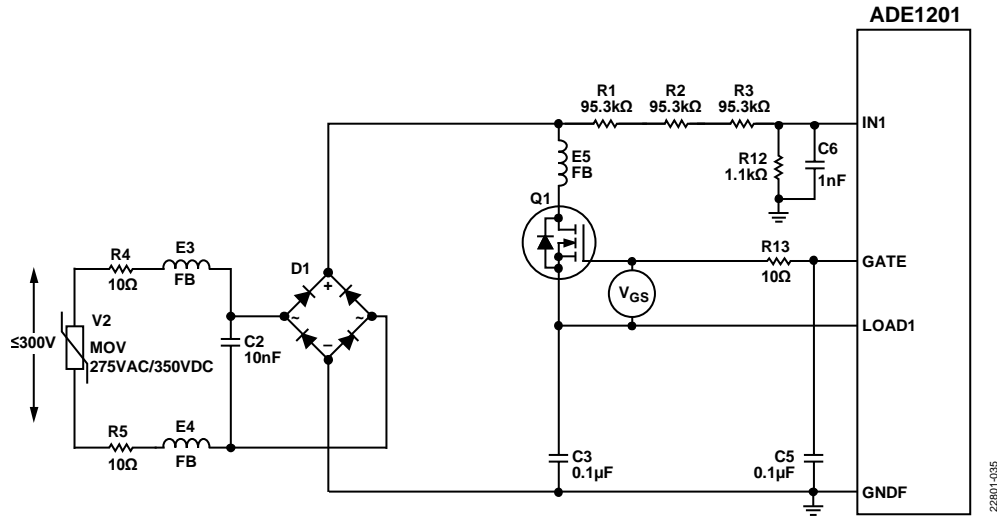 ADE1201
R1
95.3kΩ
R2
95.3kΩ
R3
95.3kΩ
IN1
E5
FB
R12
1.1kΩ
C6
1nF
Q1
R13
10Ω
GATE
VGS
LOAD1
R4
10Ω
E3
FB
D1
+
~
~
–
≤300V
V2
MOV
275VAC/350VDC
C2
10nF
R5
10Ω
E4
FB
C3
0.1µF
C5
0.1µF
GNDF
22801-035